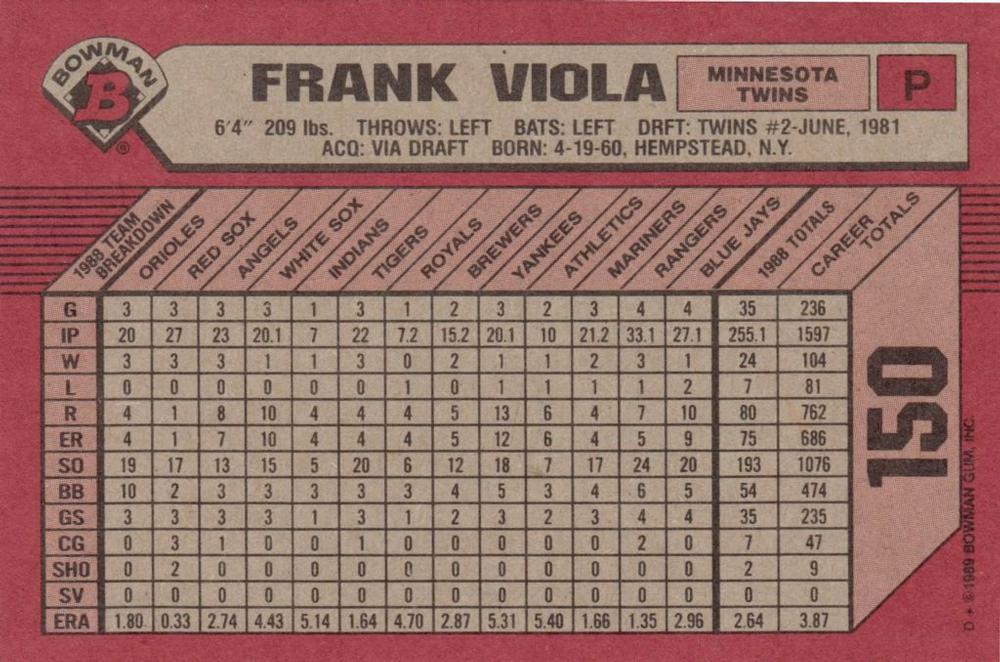 BOWMAN
B
®
FRANK VIOLA
MINNESOTA
TWINS
P
6'4" 209 lbs. THROWS: LEFT BATS: LEFT DRFT: TWINS #2-JUNE, 1981
ACQ: VIA DRAFT BORN: 4-19-60, HEMPSTEAD, N.Y.
1988 TEAM BREAKDOWN ORIOLES RED SOX ANGELS WHITE SOX INDIANS TIGERS ROYALS BREWERS YANKEES ATHLETICS MARINERS RANGERS BLUE JAYS 1988 TOTALS CAREER TOTALS
G 3 3 3 3 1 3 1 2 3 2 3 4 4 35 236
IP 20 27 23 20.1 7 22 7.2 15.2 20.1 10 21.2 33.1 27.1 255.1 1597
W 3 3 3 1 1 3 0 2 1 1 2 3 1 24 104
L 0 0 0 0 0 0 1 0 1 1 1 1 2 7 81
R 4 1 8 10 4 4 4 5 13 6 4 7 10 80 762
ER 4 1 7 10 4 4 4 5 12 6 4 5 9 75 686
SO 19 17 13 15 5 20 6 12 18 7 17 24 20 193 1076
BB 10 2 3 3 3 3 3 4 5 3 4 6 5 54 474
GS 3 3 3 3 1 3 1 2 3 2 3 4 4 35 235
CG 0 3 1 0 0 1 0 0 0 0 0 2 0 7 47
SHO 0 2 0 0 0 0 0 0 0 0 0 0 0 2 9
SV 0 0 0 0 0 0 0 0 0 0 0 0 0 0 0
ERA 1.80 0.33 2.74 4.43 5.14 1.64 4.70 2.87 5.31 5.40 1.66 1.35 2.96 2.64 3.87
150
D * © 1989 BOWMAN GUM, INC.